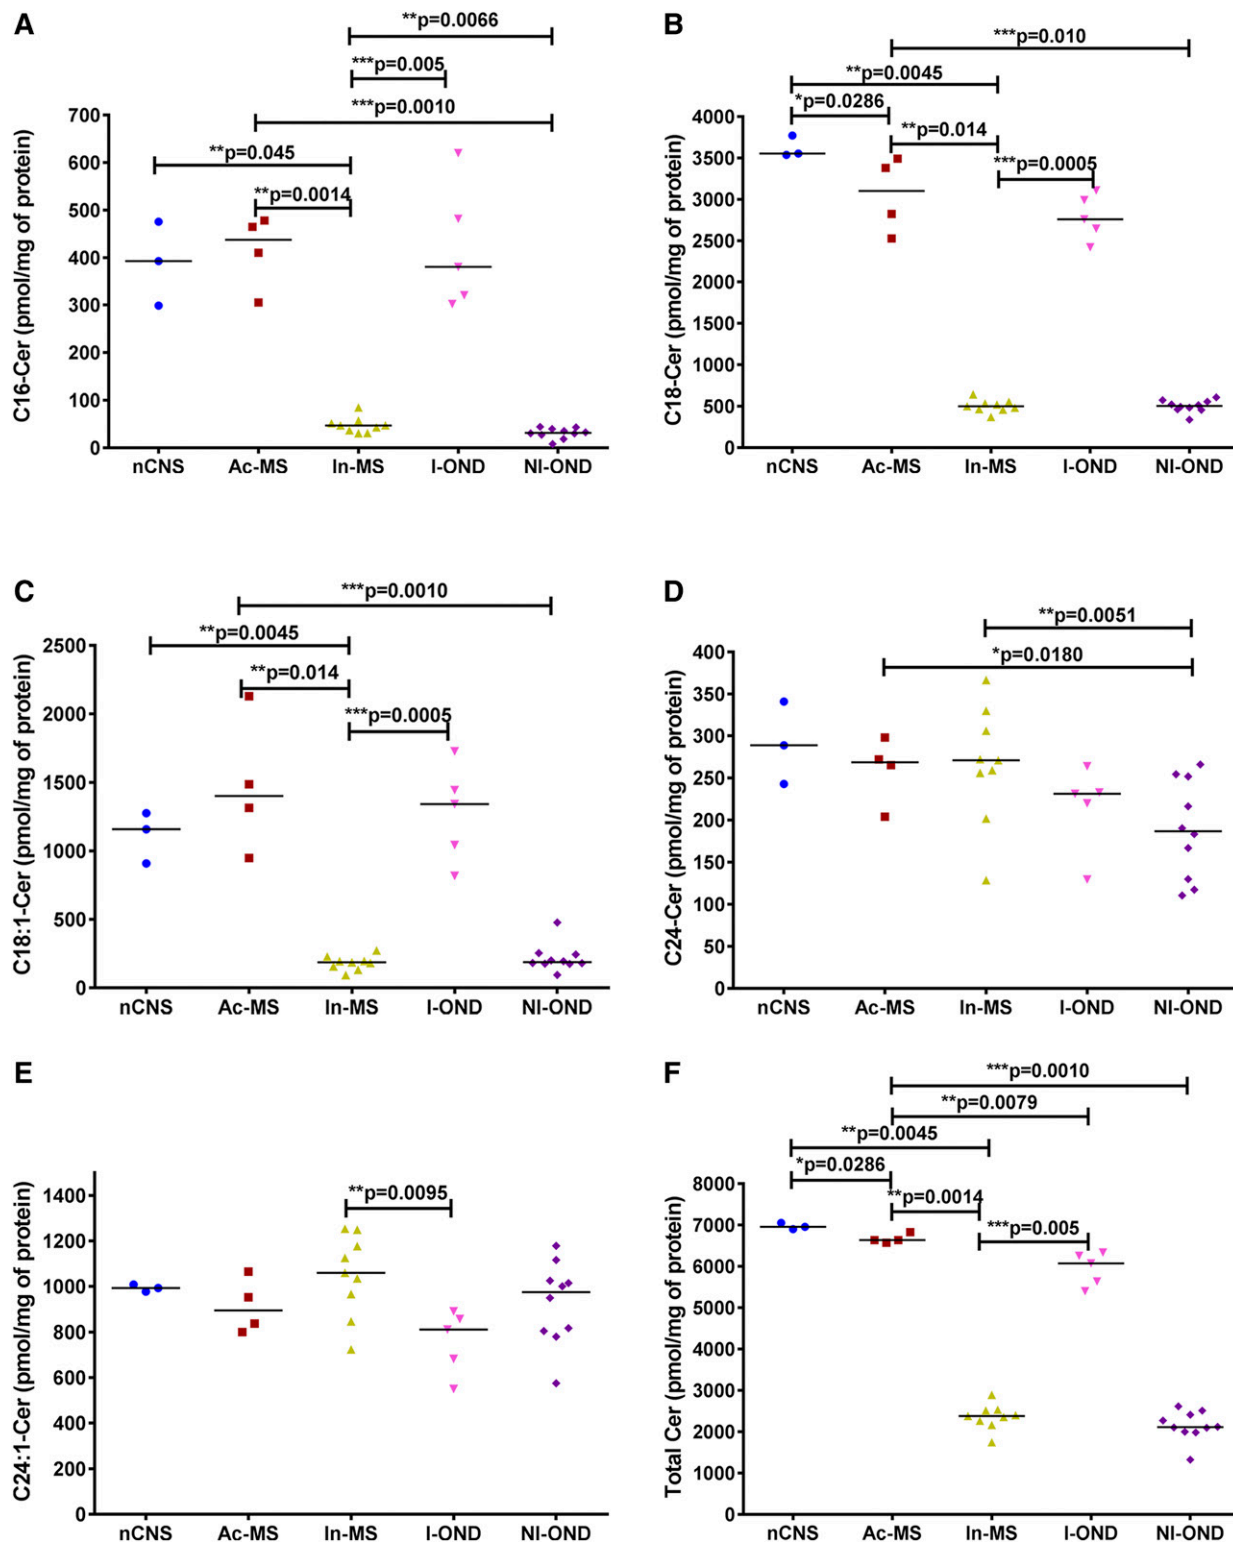 A
**p=0.0066
***p=0.005
***p=0.0010
**p=0.045
**p=0.0014
C16-Cer (pmol/mg of protein)
700
600
500
400
300
200
100
0
nCNS Ac-MS In-MS I-OND NI-OND
B
***p=0.010
**p=0.0045
*p=0.0286
**p=0.014
***p=0.0005
C18-Cer (pmol/mg of protein)
4000
3500
3000
2500
2000
1500
1000
500
0
nCNS Ac-MS In-MS I-OND NI-OND
C
***p=0.0010
**p=0.0045
**p=0.014
***p=0.0005
C18:1-Cer (pmol/mg of protein)
2500
2000
1500
1000
500
0
nCNS Ac-MS In-MS I-OND NI-OND
D
**p=0.0051
*p=0.0180
C24-Cer (pmol/mg of protein)
400
350
300
250
200
150
100
50
0
nCNS Ac-MS In-MS I-OND NI-OND
E
**p=0.0095
C24:1-Cer (pmol/mg of protein)
1400
1200
1000
800
600
400
200
0
nCNS Ac-MS In-MS I-OND NI-OND
F
***p=0.0010
**p=0.0079
**p=0.0045
*p=0.0286
**p=0.0014
***p=0.005
Total Cer (pmol/mg of protein)
8000
7000
6000
5000
4000
3000
2000
1000
0
nCNS Ac-MS In-MS I-OND NI-OND